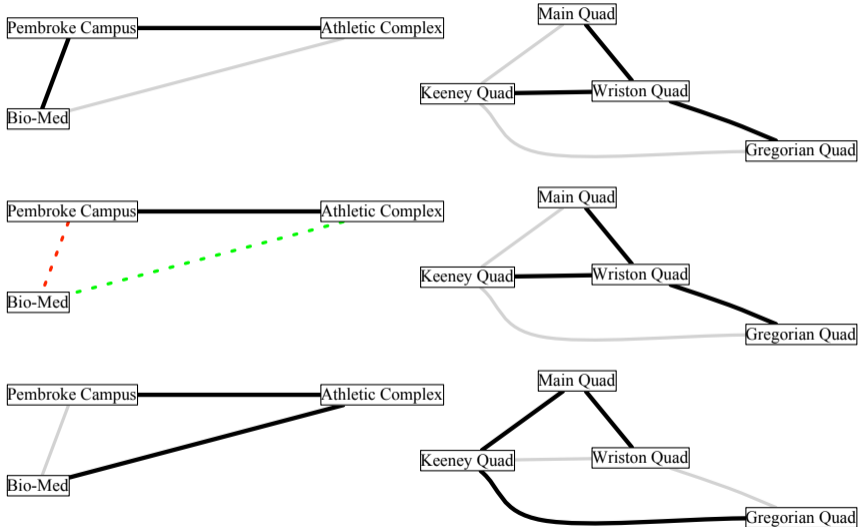 Main Quad
Pembroke Campus Athletic Complex
Keeney Quad Wriston Quad
Bio-Med
Gregorian Quad
Main Quad
Pembroke Campus Athletic Complex
Keeney Quad Wriston Quad
Bio-Med
Gregorian Quad
Main Quad
Pembroke Campus Athletic Complex
Keeney Quad Wriston Quad
Bio-Med
Gregorian Quad